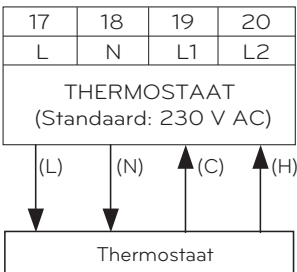 17 18 19 20
L N L1 L2
THERMOSTAAT
(Standaard: 230 V AC)
(L) (N) (C) (H)
Thermostaat